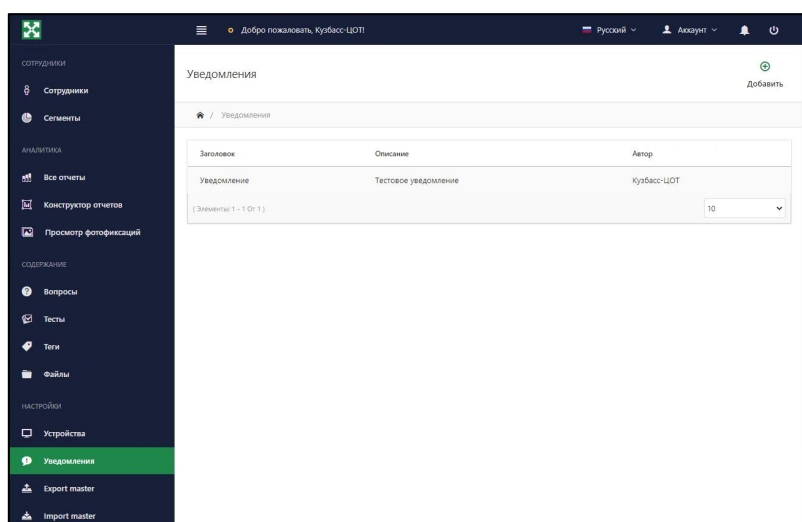 Добро пожаловать, Кузбасс-ЦОТ!
Русский
Аккаунт
СОТРУДНИКИ
Сотрудники
Сегменты
АНАЛИТИКА
Все отчеты
Конструктор отчетов
Просмотр фотофиксаций
СОДЕРЖАНИЕ
Вопросы
Тесты
Теги
Файлы
НАСТРОЙКИ
Устройства
Уведомления
Export master
Import master
Уведомления
Добавить
/ Уведомления
Заголовок Описание Автор
Уведомление Тестовое уведомление Кузбасс-ЦОТ
( Элементы: 1 - 1 От 1 ) 10